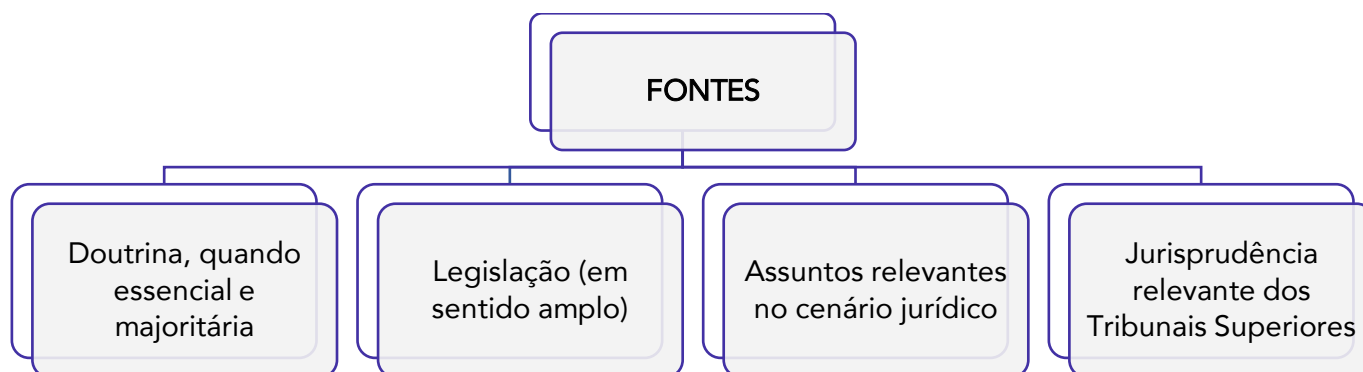 FONTES
Doutrina, quando
essencial e
majoritária
Legislação (em
sentido amplo)
Assuntos relevantes
no cenário jurídico
Jurisprudência
relevante dos
Tribunais Superiores